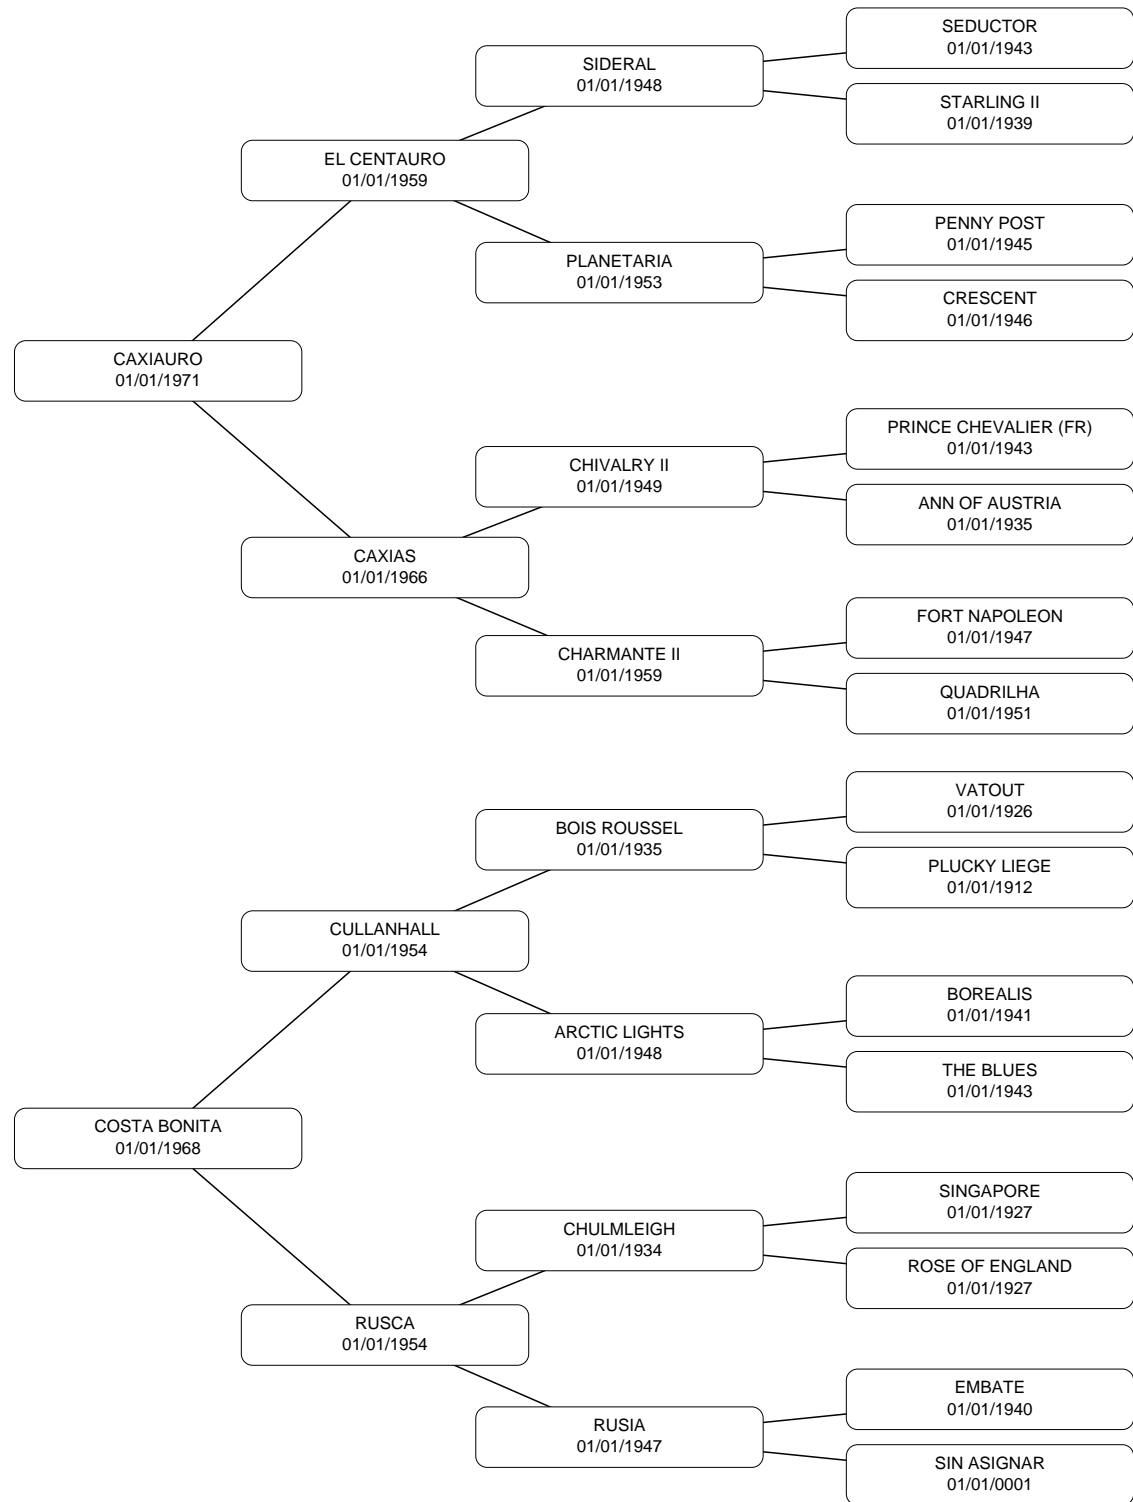 SEDUCTOR
01/01/1943
SIDERAL
01/01/1948
STARLING II
01/01/1939
EL CENTAURO
01/01/1959
PENNY POST
01/01/1945
PLANETARIA
01/01/1953
CRESCENT
01/01/1946
CAXIAURO
01/01/1971
PRINCE CHEVALIER (FR)
01/01/1943
CHIVALRY II
01/01/1949
ANN OF AUSTRIA
01/01/1935
CAXIAS
01/01/1966
FORT NAPOLEON
01/01/1947
CHARMANTE II
01/01/1959
QUADRILHA
01/01/1951
VATOUT
01/01/1926
BOIS ROUSSEL
01/01/1935
PLUCKY LIEGE
01/01/1912
CULLANHALL
01/01/1954
BOREALIS
01/01/1941
ARCTIC LIGHTS
01/01/1948
THE BLUES
01/01/1943
COSTA BONITA
01/01/1968
SINGAPORE
01/01/1927
CHULMLEIGH
01/01/1934
ROSE OF ENGLAND
01/01/1927
RUSCA
01/01/1954
EMBATE
01/01/1940
RUSIA
01/01/1947
SIN ASIGNAR
01/01/0001